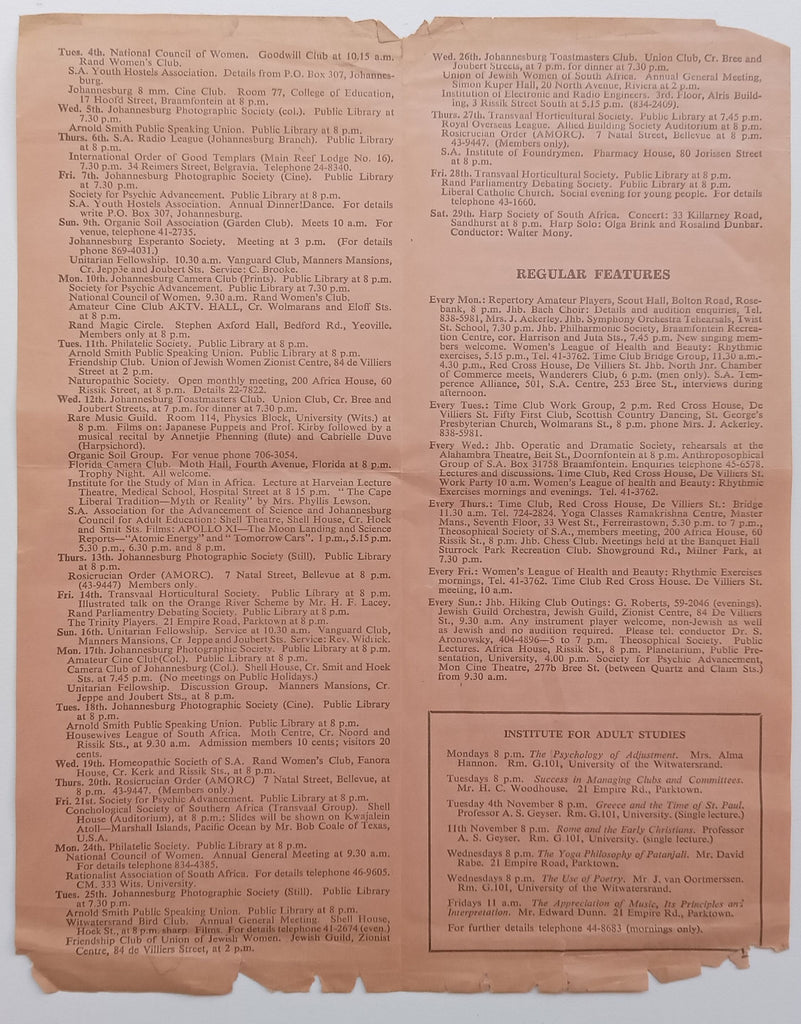 Tues. 4th. National Council of Women. Goodwill Club at 10.15 a.m.
Rand Women's Club.
S.A. Youth Hostels Association. Details from P.O. Box 307, Johannes-
burg.
Johannesburg 8 mm. Cine Club. Room 77, College of Education,
17 Hoofd Street, Braamfontein at 8 p.m.
Wed. 5th. Johannesburg Photographic Society (col.). Public Library at
7.30 p.m.
Arnold Smith Public Speaking Union. Public Library at 8 p.m.
Thurs. 6th. S.A. Radio League (Johannesburg Branch). Public Library
at 8 p.m.
International Order of Good Templars (Main Reef Lodge No. 16).
7.30 p.m. 34 Reimers Street, Belgravia. Telephone 24-8340.
Fri. 7th. Johannesburg Photographic Society (Cine). Public Library
at 7.30 p.m.
Society for Psychic Advancement. Public Library at 8 p.m.
S.A. Youth Hostels Association. Annual Dinner!Dance. For details
write P.O. Box 307, Johannesburg.
Sun. 9th. Organic Soil Association (Garden Club). Meets 10 a.m. For
venue, telephone 41-2735.
Johannesburg Esperanto Society. Meeting at 3 p.m. (For details
phone 869-4031.)
Unitarian Fellowship. 10.30 a.m. Vanguard Club, Manners Mansions,
Cr. Jepp3e and Joubert Sts. Service: C. Brooke.
Mon. 10th. Johannesburg Camera Club (Prints). Public Library at 8 p.m.
Society for Psychic Advancement. Public Library at 7.30 p.m.
National Council of Women. 9.30 a.m. Rand Women's Club.
Amateur Cine Club AKTV. HALL, Cr. Wolmarans and Eloff Sts.
at 8 p.m.
Rand Magic Circle. Stephen Axford Hall, Bedford Rd., Yeoville.
Members only at 8 p.m.
Tues. 11th. Philatelic Society. Public Library at 8 p.m.
Arnold Smith Public Speaking Union. Public Library at 8 p.m.
Friendship Club. Union of Jewish Women Zionist Centre, 84 de Villiers
Street at 2 p.m.
Naturopathic Society. Open monthly meeting, 200 Africa House, 60
Rissik Street, at 8 p.m. Details 22-7822.
Wed. 12th. Johannesburg Toastmasters Club. Union Club, Cr. Bree and
Joubert Streets, at 7 p.m. for dinner at 7.30 p.m.
Rare Music Guild. Room 114, Physics Block, University (Wits.) at
8 p.m. Films on: Japanese Puppets and Prof. Kirby followed by a
musical recital by Annetjie Phenning (flute) and Cabrielle Duve
(Harpsichord).
Organic Soil Group. For venue phone 706-3054.
Florida Camera Club. Moth Hall, Fourth Avenue, Florida at 8 p.m.
Trophy Night. All welcome.
Institute for the Study of Man in Africa. Lecture at Harveian Lecture
Theatre, Medical School, Hospital Street at 8 15 p.m. "The Cape
Liberal Tradition—Myth or Reality" by Mrs. Phyllis Lewson.
S.A. Association for the Advancement of Science and Johannesburg
Council for Adult Education: Shell Theatre, Shell House, Cr. Hoek
and Smit Sts. Films: APOLLO XI—The Moon Landing and Science
Reports—"Atomic Energy" and "Tomorrow Cars". 1 p.m., 5.15 p.m.
5.30 p.m., 6.30 p.m. and 8 p.m.
Thurs. 13th. Johannesburg Photographic Society (Still). Public Library
at 8 p.m.
Rosicrucian Order (AMORC). 7 Natal Street, Bellevue at 8 p.m.
(43-9447) Members only.
Fri. 14th. Transvaal Horticultural Society. Public Library at 8 p.m.
Illustrated talk on the Orange River Scheme by Mr. H. F. Lacey.
Rand Parliamentary Debating Society. Public Library at 8 p.m.
The Trinity Players. 21 Empire Road, Parktown at 8 p.m.
Sun. 16th. Unitarian Fellowship. Service at 10.30 a.m. Vanguard Club,
Manners Mansions, Cr Jeppe and Joubert Sts. Service: Rev. Widrick.
Mon. 17th. Johannesburg Photographic Society. Public Library at 8 p.m.
Amateur Cine Club(Col.). Public Library at 8 p.m.
Camera Club of Johannesburg (Col.). Shell House, Cr. Smit and Hoek
Sts. at 7.45 p.m. (No meetings on Public Holidays.)
Unitarian Fellowship. Discussion Group. Manners Mansions, Cr.
Jeppe and Joubert Sts., at 8 p.m.
Tues. 18th. Johannesburg Photographic Society (Cine). Public Library
at 8 p.m.
Arnold Smith Public Speaking Union. Public Library at 8 p.m.
Housewives League of South Africa. Moth Centre, Cr. Noord and
Rissik Sts., at 9.30 a.m. Admission members 10 cents; visitors 20
cents.
Wed. 19th. Homeopathic Societh of S.A. Rand Women's Club, Fanora
House, Cr. Kerk and Rissik Sts., at 8 p.m.
Thurs. 20th. Rosicrucian Order (AMORC) 7 Natal Street, Bellevue, at
8 p.m. 43-9447. (Members only.)
Fri. 21st. Society for Psychic Advancement. Public Library at 8 p.m.
Conchological Society of Southern Africa (Transvaal Group). Shell
House (Auditorium), at 8 p.m.: Slides will be shown on Kwajalein
Atoll—Marshall Islands, Pacific Ocean by Mr. Bob Coale of Texas,
U.S.A.
Mon. 24th. Philatelic Society. Public Library at 8 p.m.
National Council of Women. Annual General Meeting at 9.30 a.m.
For details telephone 834-4385.
Rationalist Association of South Africa. For details telephone 46-9605.
CM. 333 Wits. University.
Tues. 25th. Johannesburg Photographic Society (Still). Public Library
at 7.30 p.m.
Arnold Smith Public Speaking Union. Public Library at 8 p.m.
Witwatersrand Bird Club. Annual General Meeting. Shell House,
Hoek St., at 8 p.m. sharp. Films. For details telephone 41-2674 (even.)
Friendship Club of Union of Jewish Women. Jewish Guild, Zionist
Centre, 84 de Villiers Street, at 2 p.m.
Wed. 26th. Johannesburg Toastmasters Club. Union Club, Cr. Bree and
Joubert Streets, at 7 p.m. for dinner at 7.30 p.m.
Union of Jewish Women of South Africa. Annual General Meeting,
Simon Kuper Hall, 20 North Avenue, Riviera at 2 p.m.
Institution of Electronic and Radio Engineers. 3rd. Floor, Alris Build-
ing, 3 Rissik Street South at 5.15 p.m. (834-2409).
Thurs. 27th. Transvaal Horticultural Society. Public Library at 7.45 p.m.
Royal Overseas League. Allied Building Society Auditorium at 8 p.m.
Rosicrucian Order (AMORC). 7 Natal Street, Bellevue at 8 p.m.
43-9447. (Members only).
S.A. Institute of Foundrymen. Pharmacy House, 80 Jorissen Street
at 8 p.m.
Fri. 28th. Transvaal Horticultural Society. Public Library at 8 p.m.
Rand Parliamentary Debating Society. Public Library at 8 p.m.
Liberal Catholic Church. Social evening for young people. For details
telephone 43-1660.
Sat. 29th. Harp Society of South Africa. Concert: 33 Killarney Road,
Sandhurst at 8 p.m. Harp Solo: Olga Brink and Rosalind Dunbar.
Conductor: Walter Mony.
REGULAR FEATURES
Every Mon.: Repertory Amateur Players, Scout Hall, Bolton Road, Rose-
bank, 8 p.m. Jhb. Bach Choir: Details and audition enquiries, Tel.
838-5981, Mrs. J. Ackerley. Jhb. Symphony Orchestra Tehearsals, Twist
St. School, 7.30 p.m. Jhb. Philharmonic Society, Braamfontein Recrea-
tion Centre, cor. Harrison and Juta Sts., 7.45 p.m. New singing mem-
bers welcome. Women's League of Health and Beauty: Rhythmic
exercises, 5.15 p.m., Tel. 41-3762. Time Club Bridge Group, 11.30 a.m.-
4.30 p.m., Red Cross House, De Villiers St. Jhb. North Jnr. Chamber
of Commerce meets, Wanderers Club, 6 p.m. (men only). S.A. Tem-
perence Alliance, 501, S.A. Centre, 253 Bree St., interviews during
afternoon.
Every Tues.: Time Club Work Group, 2 p.m. Red Cross House, De
Villiers St. Fifty First Club, Scottish Country Dancing, St. George's
Presbyterian Church, Wolmarans St., 8 p.m. phone Mrs. J. Ackerley.
838-5981.
Every Wed.: Jhb. Operatic and Dramatic Society, rehearsals at the
Alahambra Theatre, Beit St., Doornfontein at 8 p.m. Anthroposophical
Group of S.A. Box 31758 Braamfontein. Enquiries telephone 45-6578.
Lectures and discussions. Time Club, Red Cross House, De Villiers St.
Work Party 10 a.m. Women's League of health and Beauty: Rhythmic
Exercises mornings and evenings. Tel. 41-3762.
Every Thurs.: Time Club, Red Cross House, De Villiers St.: Bridge
11.30 a.m. Tel. 724-2824. Yoga Classes Ramakrishna Centre, Master
Mans., Seventh Floor, 33 West St., Ferreirastown, 5.30 p.m. to 7 p.m.,
Theosophical Society of S.A., members meeting, 200 Africa House, 60
Rissik St., 8 p.m. Jhb. Chess Club. Meetings held at the Banquet Hall
Sturrock Park Recreation Club. Showground Rd., Milner Park, at
7.30 p.m.
Every Fri.: Women's League of Health and Beauty: Rhythmic Exercises
mornings, Tel. 41-3762. Time Club Red Cross House. De Villiers St.
meeting, 10 a.m.
Every Sun.: Jhb. Hiking Club Outings: G. Roberts, 59-2046 (evenings).
Jewish Guild Orchestra, Jewish Guild, Zionist Centre, 84 De Villiers
St., 9.30 a.m. Any instrument player welcome, non-Jewish as well
as Jewish and no audition required. Please tel. conductor Dr. S.
Aronowsky, 404-4896—5 to 7 p.m. Theosophical Society. Public
Lectures. Africa House, Rissik St., 8 p.m. Planetarium, Public Pre-
sentation, University, 4.00 p.m. Society for Psychic Advancement,
Mon Cine Theatre, 277b Bree St. (between Quartz and Claim Sts.)
from 9.30 a.m.
INSTITUTE FOR ADULT STUDIES
Mondays 8 p.m. The Psychology of Adjustment. Mrs. Alma
Hannon. Rm. G.101, University of the Witwatersrand.
Tuesdays 8 p.m. Success in Managing Clubs and Committees.
Mr. H. C. Woodhouse. 21 Empire Rd., Parktown.
Tuesday 4th November 8 p.m. Greece and the Time of St. Paul.
Professor A. S. Geyser. Rm G.101, University. (Single lecture.)
11th November 8 p.m. Rome and the Early Christians. Professor
A. S. Geyser. Rm. G 101, University. (single lecture.)
Wednesdays 8 p.m. The Yoga Philosophy of Patanjali. Mr. David
Rabe. 21 Empire Road, Parktown.
Wednesdays 8 p.m. The Use of Poetry. Mr. J. van Oortmerssen.
Rm. G.101, University of the Witwatersrand.
Fridays 11 a.m. The Appreciation of Music, Its Principles and
Interpretation. Mr. Edward Dunn. 21 Empire Rd., Parktown.
For further details telephone 44-8683 (mornings only).